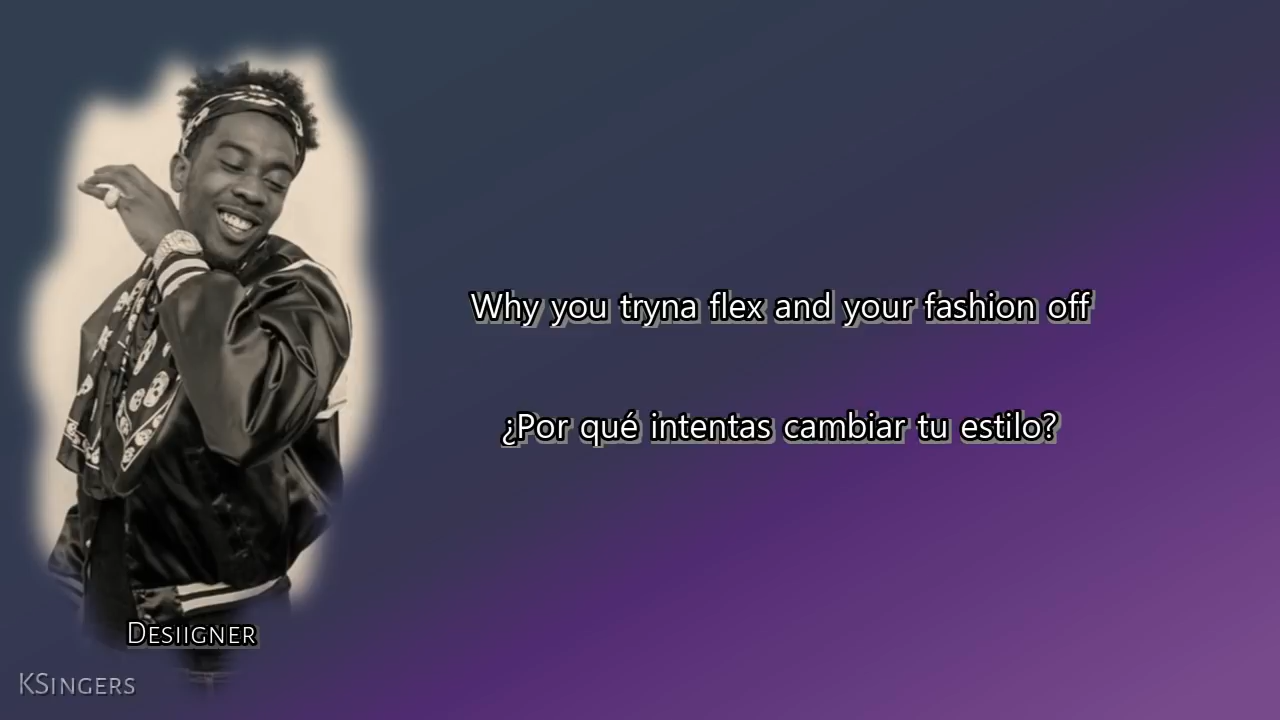 Why you tryna flex and your fashion off
¿Por qué intentas cambiar tu estilo?
Desiigner
KSingers